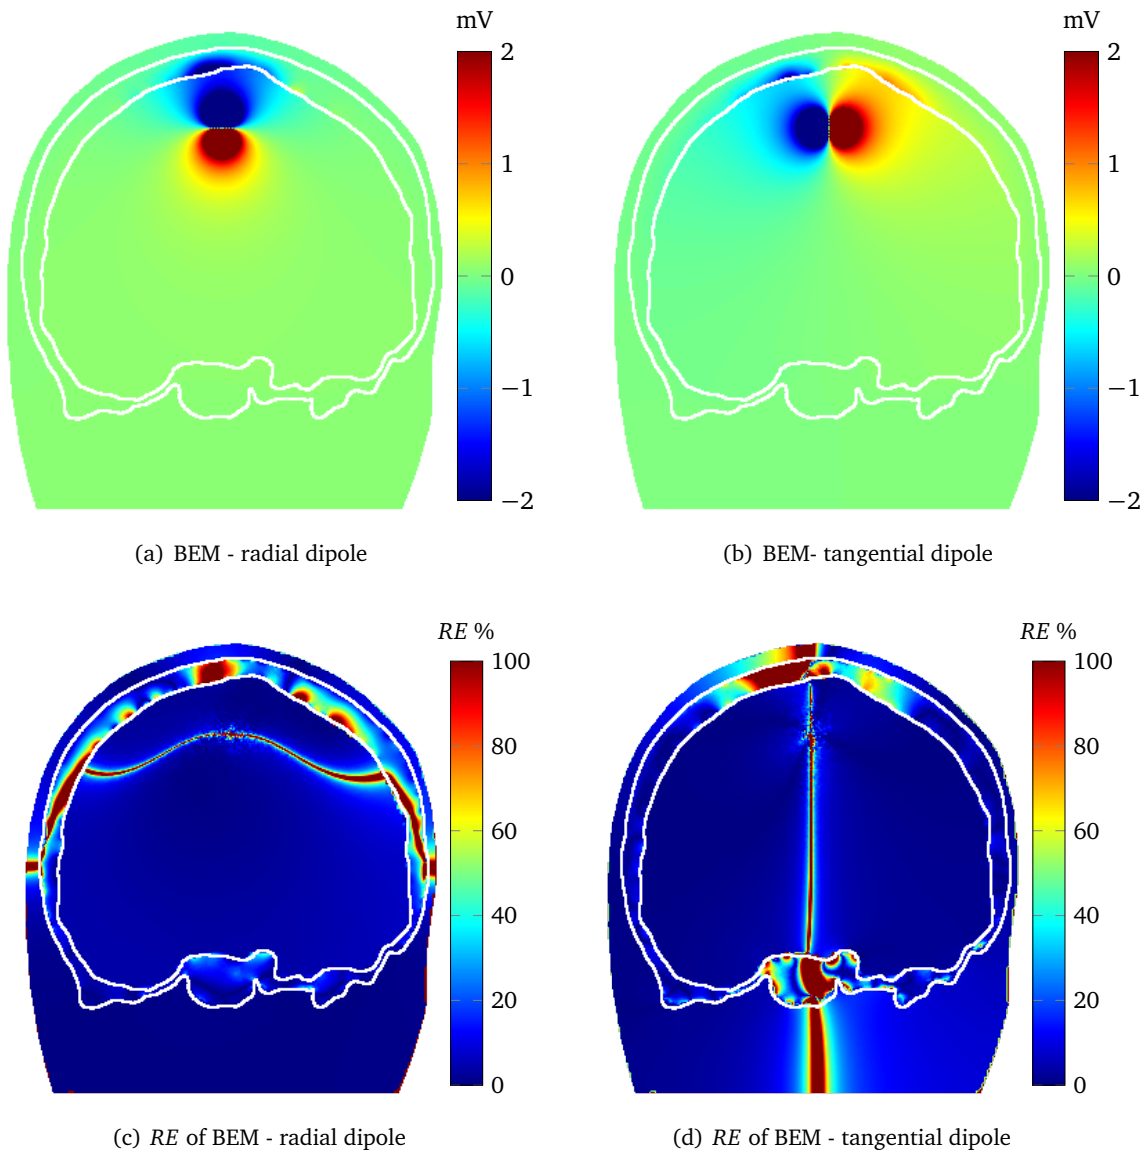 mV
2
1
0
−1
−2
(a) BEM - radial dipole
mV
2
1
0
−1
−2
(b) BEM- tangential dipole
RE %
100
80
60
40
20
0
(c) RE of BEM - radial dipole
RE %
100
80
60
40
20
0
(d) RE of BEM - tangential dipole